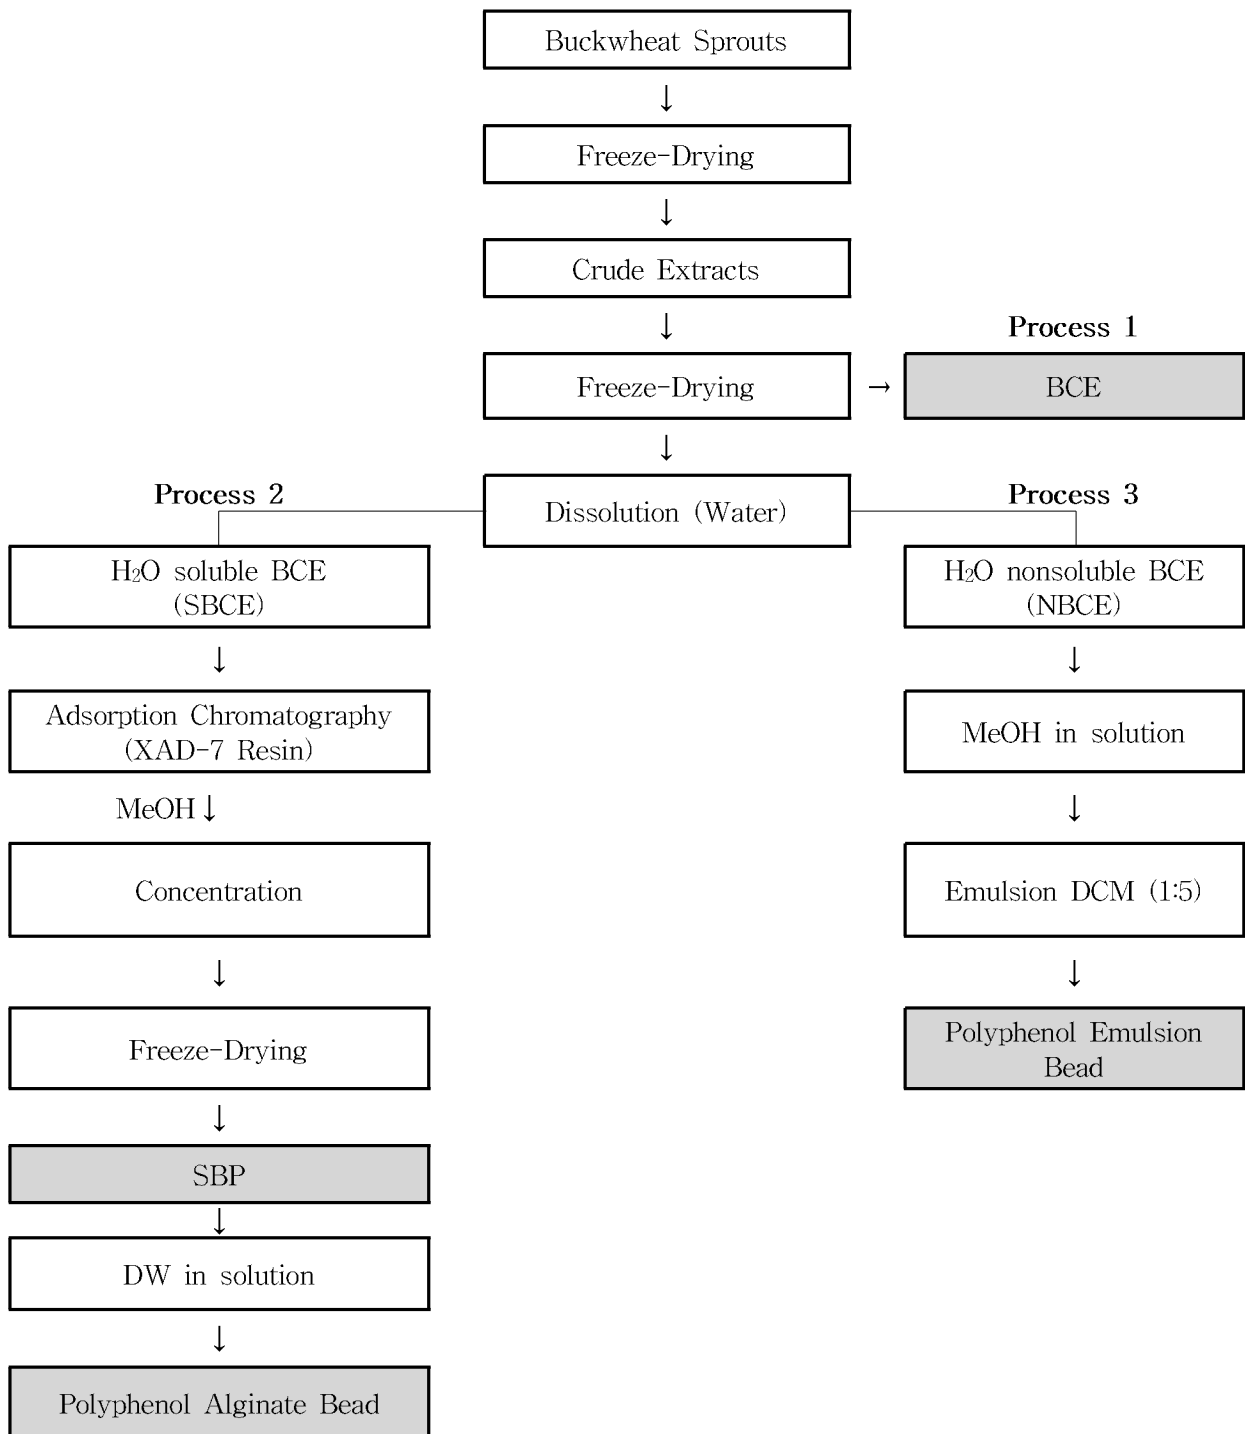 Buckwheat Sprouts
↓
Freeze-Drying
↓
Crude Extracts
↓
Process 1
Freeze-Drying → BCE
↓
Process 2
Dissolution (Water)
Process 3
H₂O soluble BCE
(SBCE)
H₂O nonsoluble BCE
(NBCE)
↓ ↓
Adsorption Chromatography
(XAD-7 Resin)
MeOH in solution
MeOH ↓ ↓
Concentration
Emulsion DCM (1:5)
↓ ↓
Freeze-Drying
Polyphenol Emulsion
Bead
↓
SBP
↓
DW in solution
↓
Polyphenol Alginate Bead